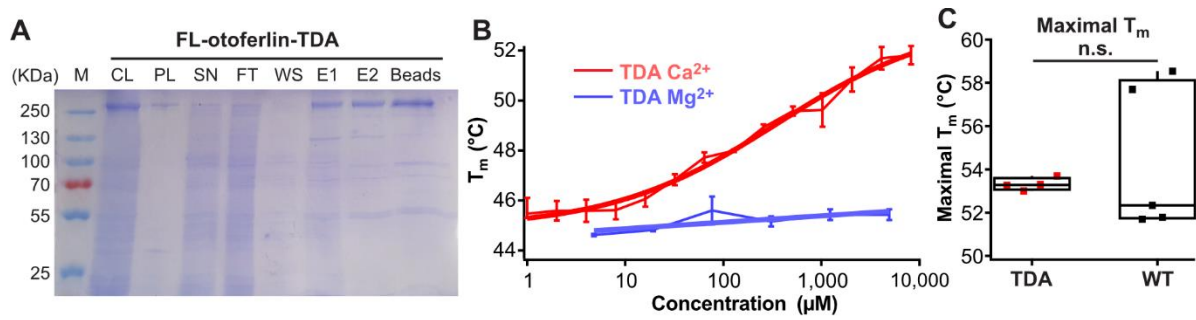 A
FL-otoferlin-TDA
(KDa) M CL PL SN FT WS E1 E2 Beads
250
130
100
70
55
25
B
TDA Ca²⁺
TDA Mg²⁺
Tm (°C)
52
50
48
46
44
1 10 100 1,000 10,000
Concentration (µM)
C
Maximal Tm
n.s.
Maximal Tm (°C)
60
58
56
54
52
50
TDA WT